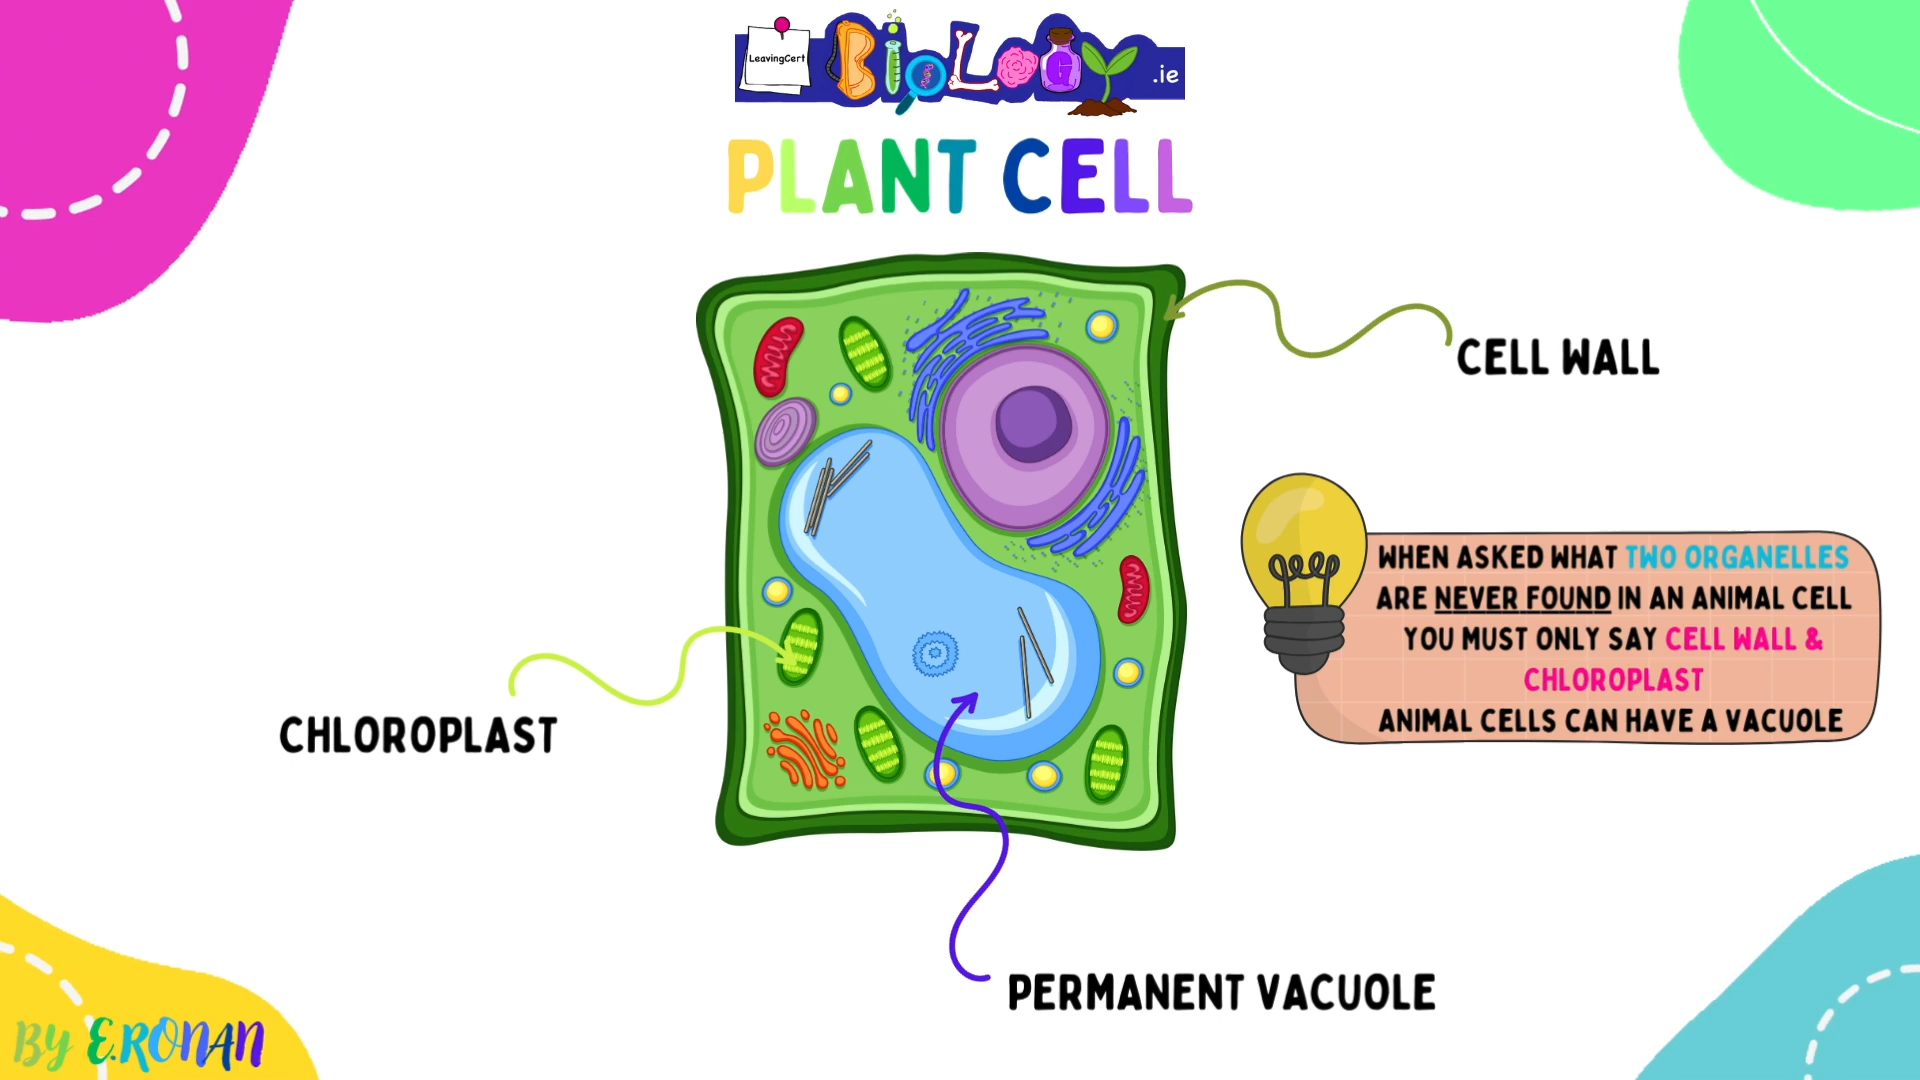 LeavingCert
BIOLOGY
.ie
PLANT CELL
CELL WALL
WHEN ASKED WHAT TWO ORGANELLES
ARE NEVER FOUND IN AN ANIMAL CELL
YOU MUST ONLY SAY CELL WALL &
CHLOROPLAST
ANIMAL CELLS CAN HAVE A VACUOLE
CHLOROPLAST
PERMANENT VACUOLE
By E.RONAN